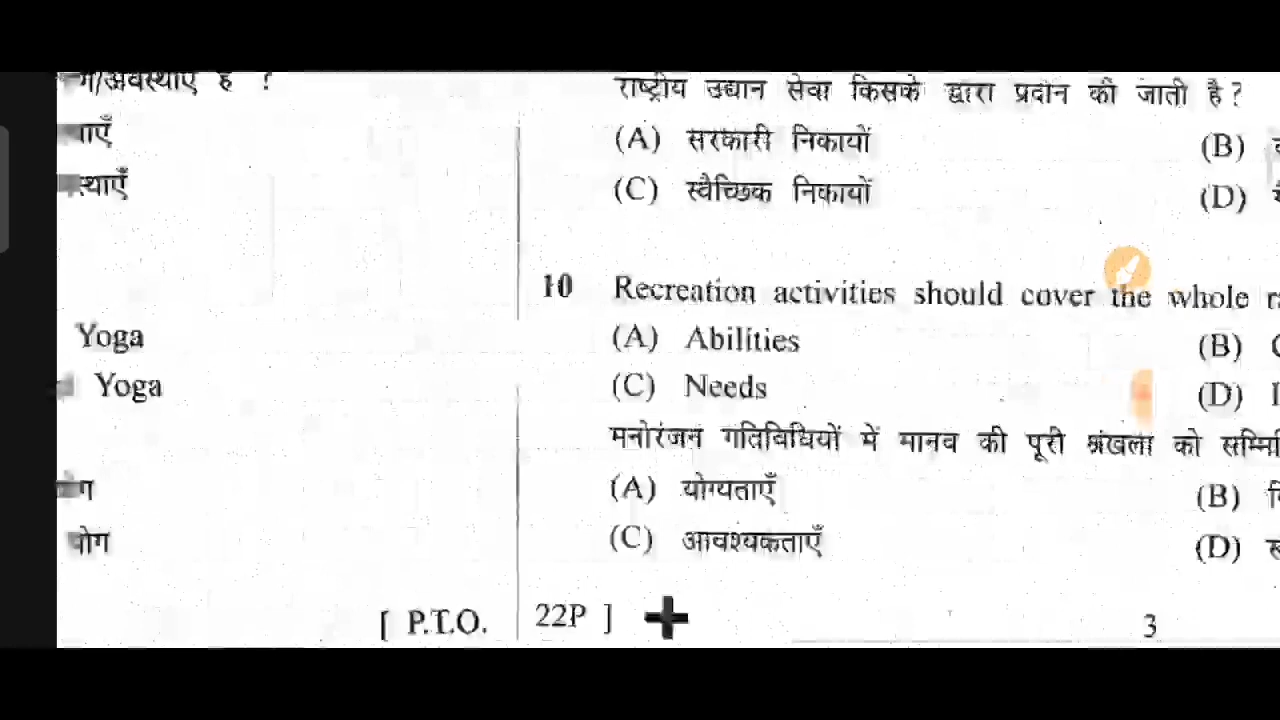 याएँ
Yoga
Yoga
योग
[ P.T.O.
राष्ट्रीय उद्यान सेवा किसके द्वारा प्रदान की जाती है ?
(A) सरकारी निकायों (B)
(C) स्वैच्छिक निकायों (D)
10 Recreation activities should cover the whole
(A) Abilities (B)
(C) Needs (D)
मनोरंजन गतिविधियों में मानव की पूरी श्रंखला को
(A) योग्यताएँ (B)
(C) आवश्यकताएँ (D)
22P ] 3